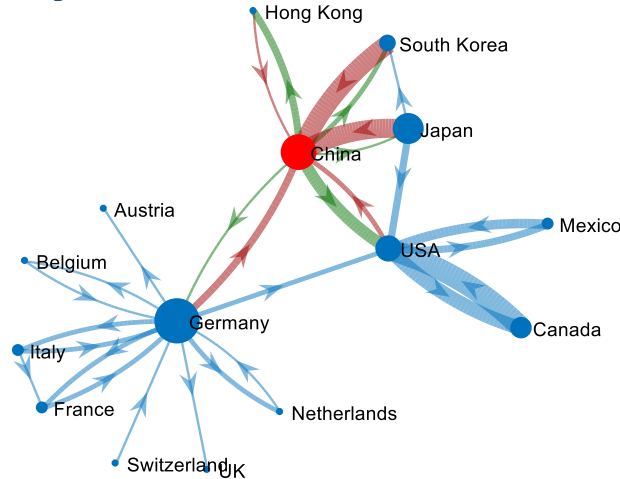 Hong Kong
South Korea
Japan
China
Austria
Mexico
USA
Belgium
Germany
Canada
Italy
France
Netherlands
Switzerland
UK